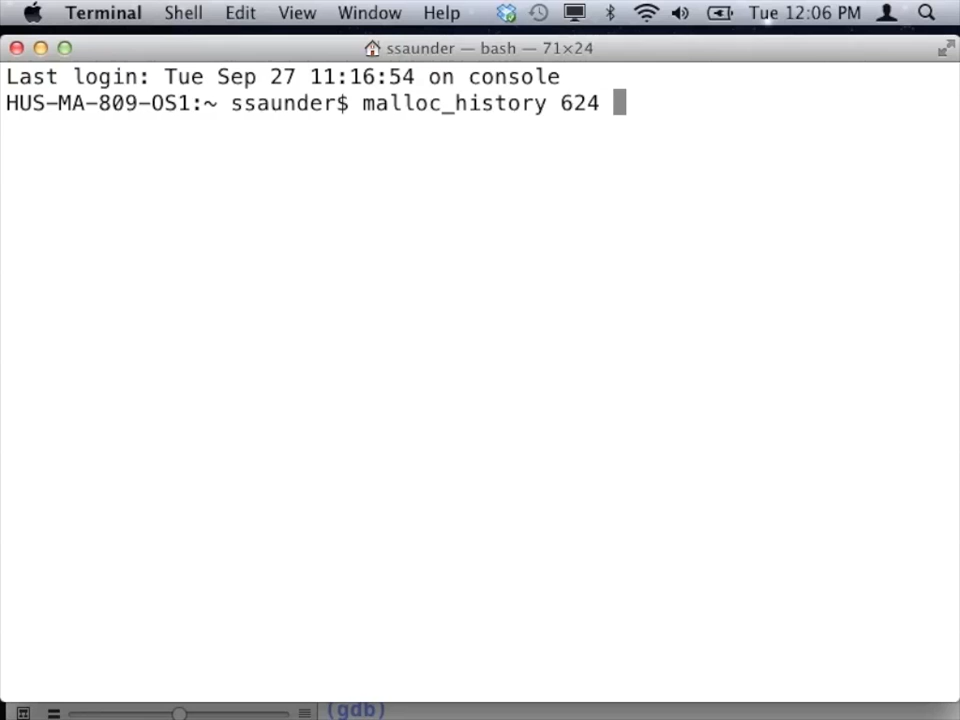 Terminal Shell Edit View Window Help Tue 12:06 PM
ssaunder — bash — 71×24
Last login: Tue Sep 27 11:16:54 on console
HUS-MA-809-OS1:~ ssaunder$ malloc_history 624
(gdb)